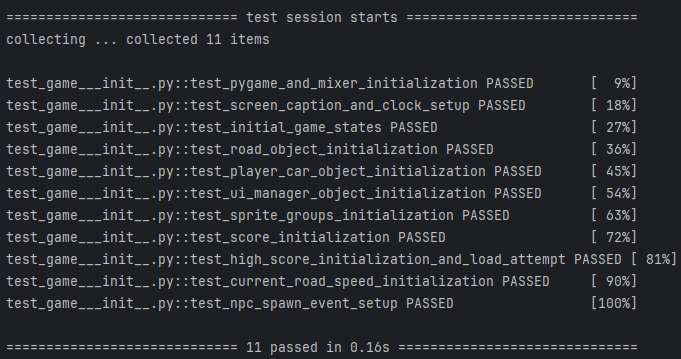 ============================= test session starts =============================
collecting ... collected 11 items
test_game___init__.py::test_pygame_and_mixer_initialization PASSED       [  9%]
test_game___init__.py::test_screen_caption_and_clock_setup PASSED        [ 18%]
test_game___init__.py::test_initial_game_states PASSED                   [ 27%]
test_game___init__.py::test_road_object_initialization PASSED            [ 36%]
test_game___init__.py::test_player_car_object_initialization PASSED      [ 45%]
test_game___init__.py::test_ui_manager_object_initialization PASSED      [ 54%]
test_game___init__.py::test_sprite_groups_initialization PASSED          [ 63%]
test_game___init__.py::test_score_initialization PASSED                  [ 72%]
test_game___init__.py::test_high_score_initialization_and_load_attempt PASSED [ 81%]
test_game___init__.py::test_current_road_speed_initialization PASSED     [ 90%]
test_game___init__.py::test_npc_spawn_event_setup PASSED                 [100%]
============================= 11 passed in 0.16s ==============================